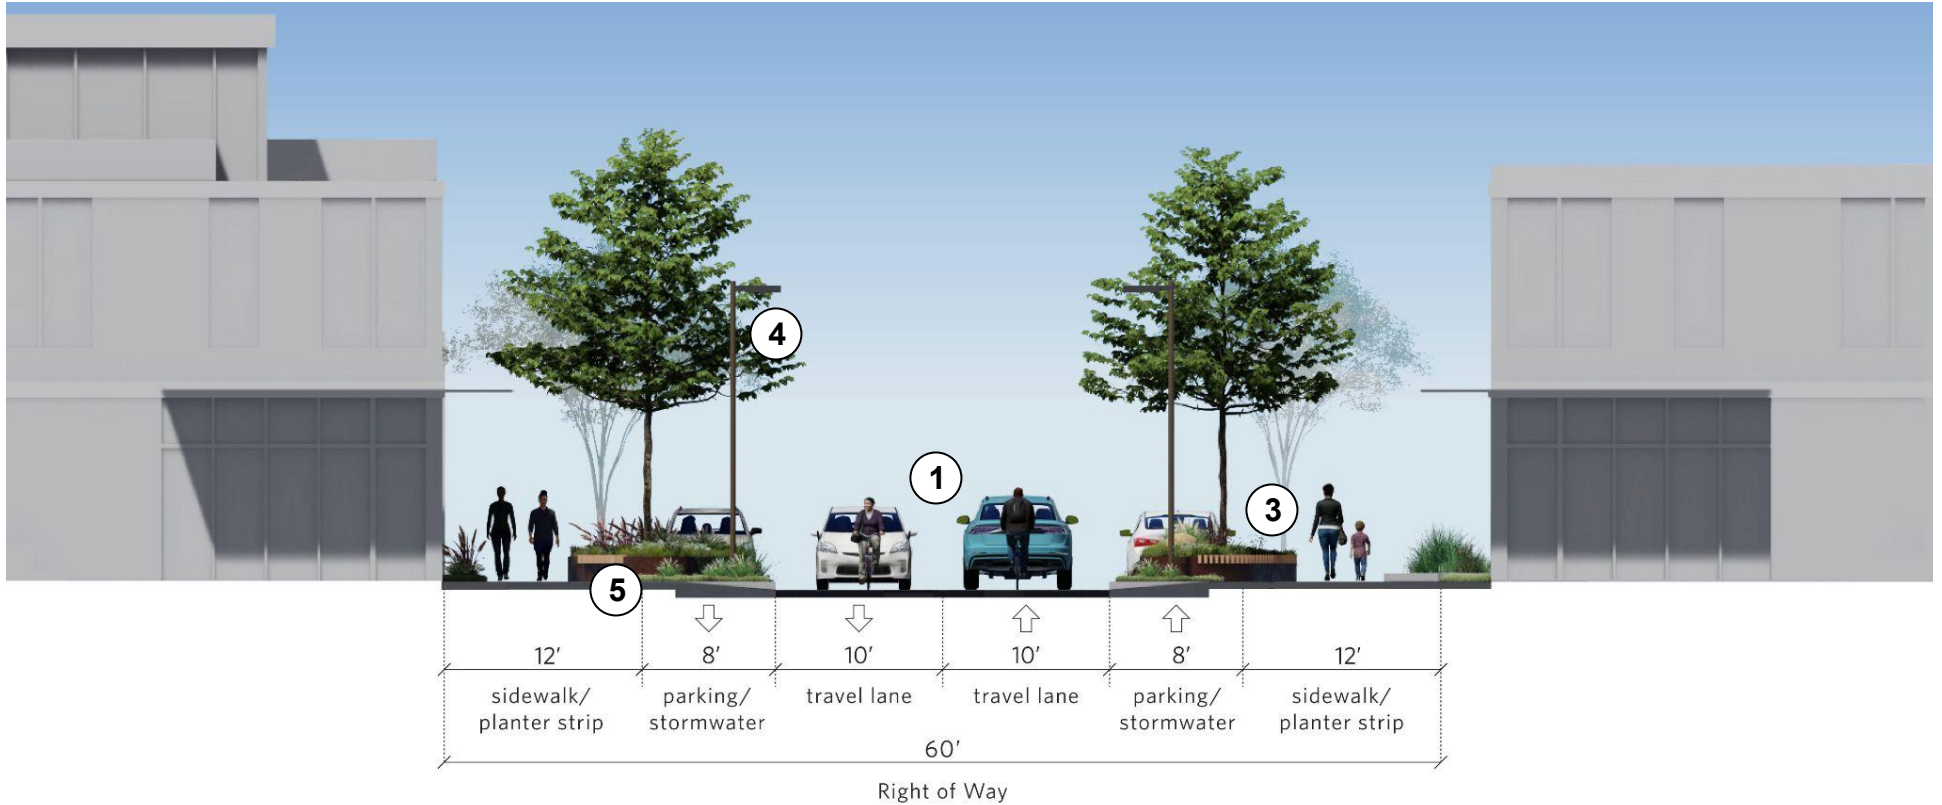 4
1
3
5
12' 8' 10' 10' 8' 12'
sidewalk/ parking/ travel lane travel lane parking/ sidewalk/
planter strip stormwater stormwater planter strip
60'
Right of Way